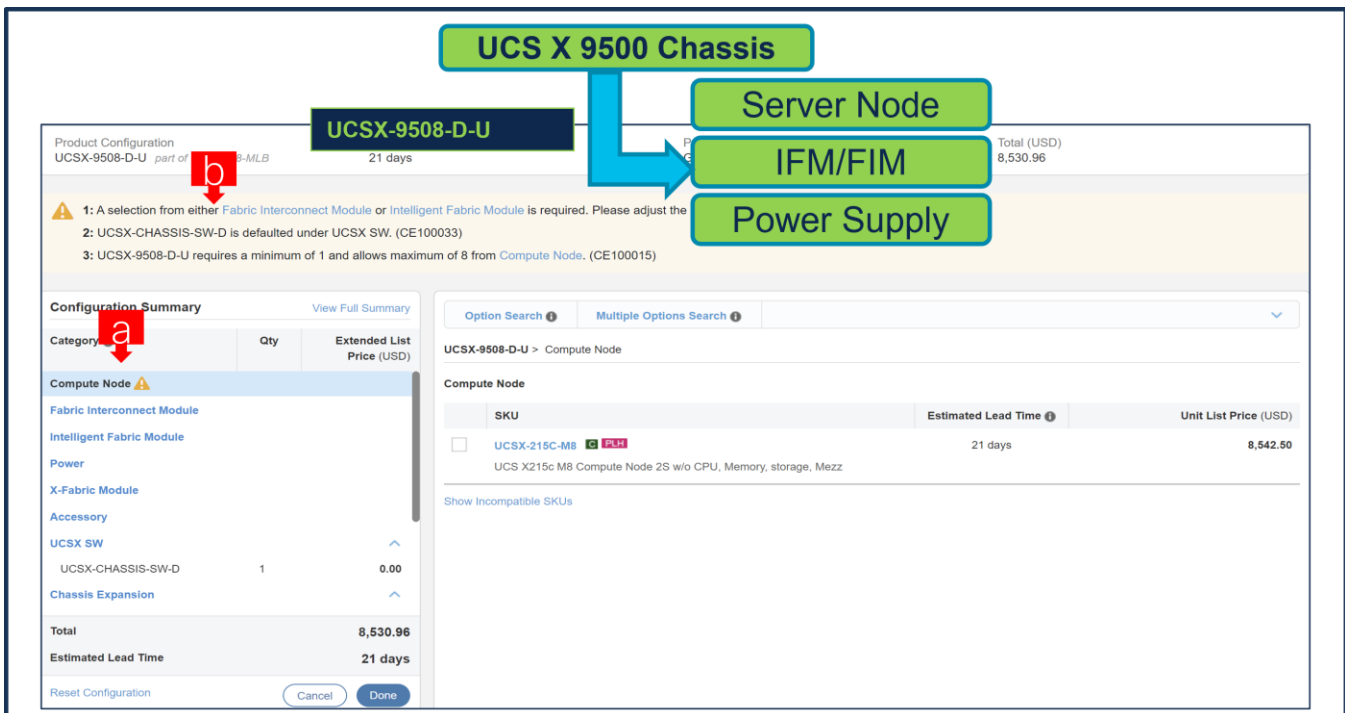 UCS X 9500 Chassis
Server Node
IFM/FIM
Power Supply
UCSX-9508-D-U
Product Configuration
UCSX-9508-D-U part of 8-MLB
21 days
Total (USD)
8,530.96
b
1: A selection from either Fabric Interconnect Module or Intelligent Fabric Module is required. Please adjust the
2: UCSX-CHASSIS-SW-D is defaulted under UCSX SW. (CE100033)
3: UCSX-9508-D-U requires a minimum of 1 and allows maximum of 8 from Compute Node. (CE100015)
Configuration Summary View Full Summary
a
Category Qty Extended List Price (USD)
Compute Node
Fabric Interconnect Module
Intelligent Fabric Module
Power
X-Fabric Module
Accessory
UCSX SW
UCSX-CHASSIS-SW-D 1 0.00
Chassis Expansion
Total 8,530.96
Estimated Lead Time 21 days
Reset Configuration Cancel Done
Option Search Multiple Options Search
UCSX-9508-D-U > Compute Node
Compute Node
SKU Estimated Lead Time Unit List Price (USD)
UCSX-215C-M8 C PLH 21 days 8,542.50
UCS X215c M8 Compute Node 2S w/o CPU, Memory, storage, Mezz
Show Incompatible SKUs